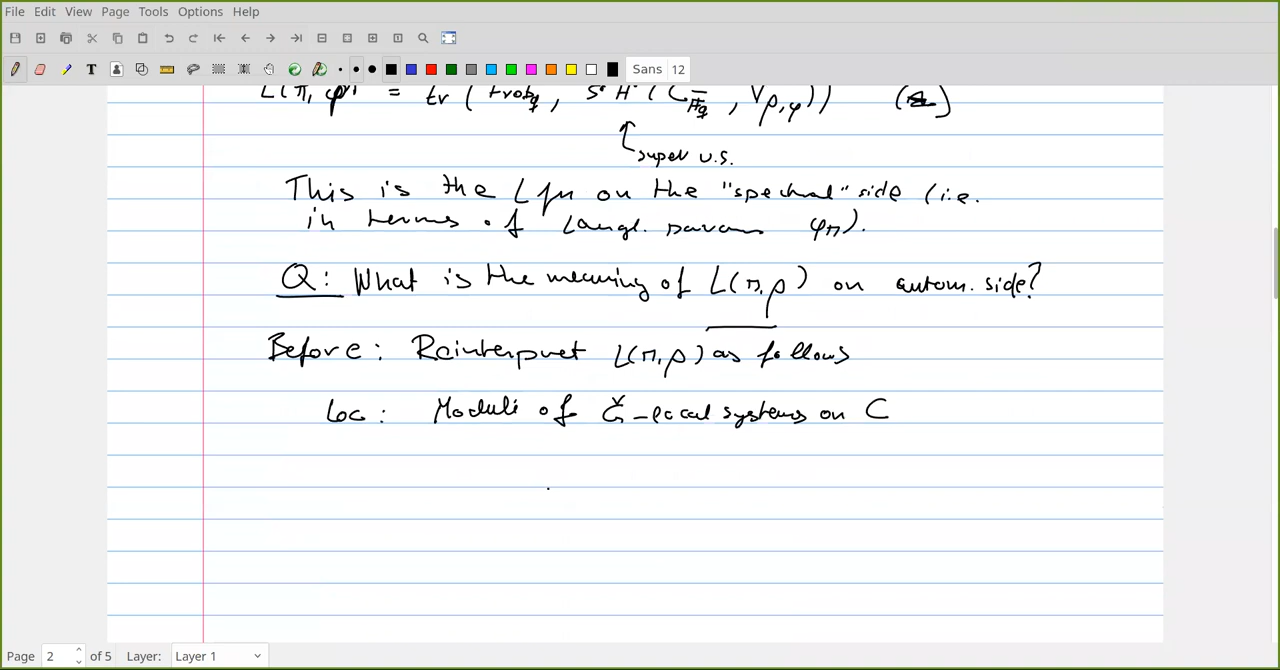 File Edit View Page Tools Options Help
T Sans 12
L(π, ρ) = tr ( Frob_q , S• H• ( C_F̄q , V_ρ,φ ) )
super v.s.
This is the L fn on the "spectral" side (i.e.
in terms of Langl. params φ_π).
Q: What is the meaning of L(π, ρ) on autom. side?
Before: Reinterpret L(π, ρ) as follows
Loc: Moduli of Ǧ-local systems on C
Page 2 of 5 Layer: Layer 1